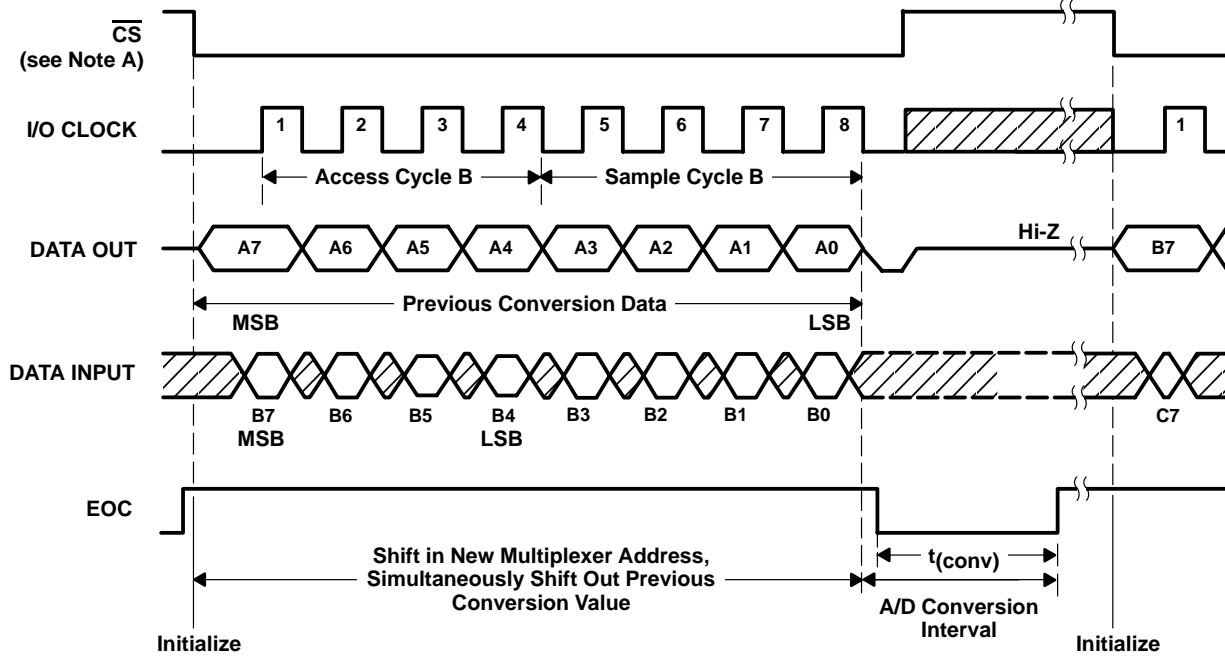 CS
(see Note A)
I/O CLOCK
1 2 3 4 5 6 7 8 1
Access Cycle B Sample Cycle B
DATA OUT
A7 A6 A5 A4 A3 A2 A1 A0 Hi-Z B7
Previous Conversion Data
MSB LSB
DATA INPUT
B7 B6 B5 B4 B3 B2 B1 B0 C7
MSB LSB
EOC
Shift in New Multiplexer Address,
Simultaneously Shift Out Previous
Conversion Value
t(conv)
A/D Conversion
Interval
Initialize Initialize